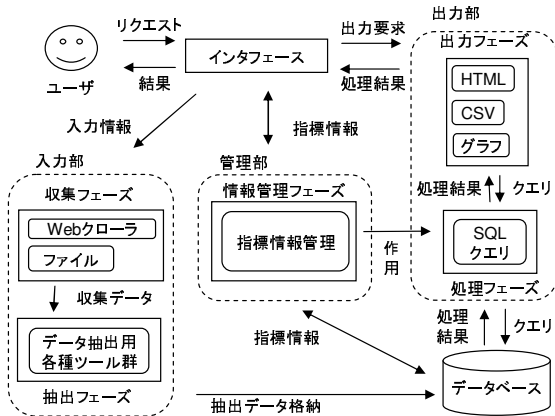 リクエスト
ユーザ
結果
インタフェース
出力要求
処理結果
出力部
出力フェーズ
HTML
CSV
グラフ
入力情報
指標情報
入力部
収集フェーズ
Webクローラ
ファイル
収集データ
データ抽出用
各種ツール群
抽出フェーズ
管理部
情報管理フェーズ
指標情報管理
作
用
処理結果
クエリ
SQL
クエリ
処理フェーズ
指標情報
処理
結果
クエリ
抽出データ格納
データベース